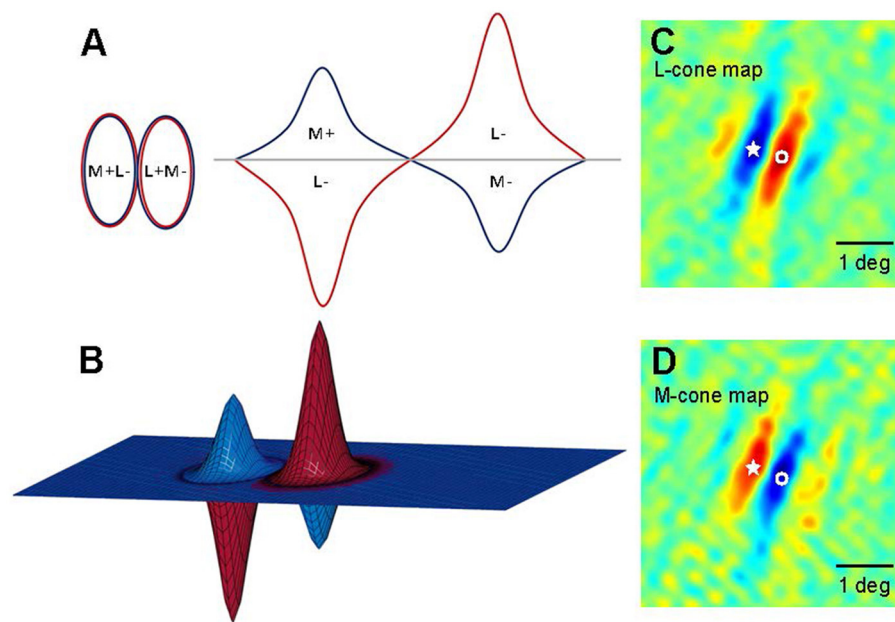 A
M+L-
L+M-
M+
L-
L-
M-
B
C
L-cone map
1 deg
D
M-cone map
1 deg